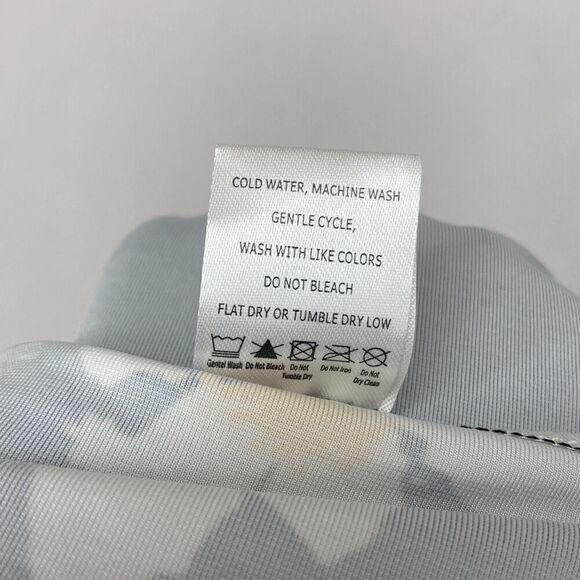 COLD WATER, MACHINE WASH
GENTLE CYCLE,
WASH WITH LIKE COLORS
DO NOT BLEACH
FLAT DRY OR TUMBLE DRY LOW
Gentel Wash Do Not Bleach Do Not Tumble Dry Do Not Iron Do Not Dry Clean